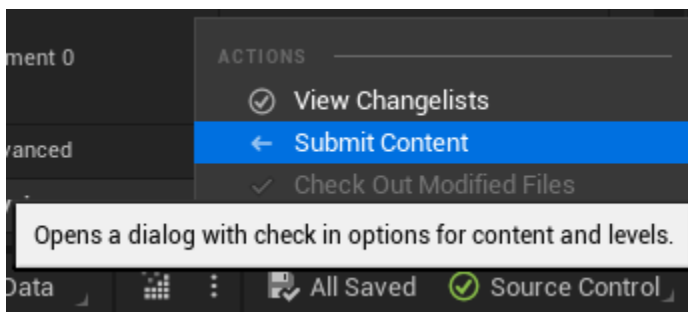 ment 0
ACTIONS
View Changelists
vanced
Submit Content
Check Out Modified Files
Opens a dialog with check in options for content and levels.
Data
All Saved
Source Control